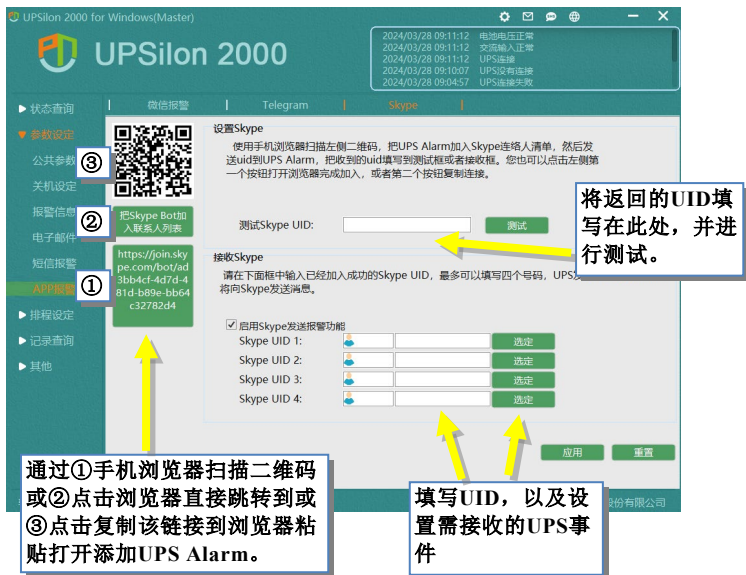 UPSilon 2000 for Windows(Master)
UPSilon 2000
2024/03/28 09:11:12 电池电压正常
2024/03/28 09:11:12 交流输入正常
2024/03/28 09:11:12 UPS连接
2024/03/28 09:10:07 UPS没有连接
2024/03/28 09:04:57 UPS连接失败
状态查询
参数设定
公共参数
关机设定
报警信息
电子邮件
短信报警
APP报警
排程设定
记录查询
其他
微信报警
Telegram
Skype
③
②
①
把Skype Bot加
入联系人列表
https://join.sky
pe.com/bot/ad
3bb4cf-4d7d-4
81d-b89e-bb64
c32782d4
设置Skype
使用手机浏览器扫描左侧二维码，把UPS Alarm加入Skype连络人清单，然后发
送uid到UPS Alarm，把收到的uid填写到测试框或者接收框。您也可以点击左侧第
一个按钮打开浏览器完成加入，或者第二个按钮复制连接。
测试Skype UID:
测试
将返回的UID填
写在此处，并进
行测试。
接收Skype
请在下面框中输入已经加入成功的Skype UID，最多可以填写四个号码，UPS
将向Skype发送消息。
启用Skype发送报警功能
Skype UID 1: 选定
Skype UID 2: 选定
Skype UID 3: 选定
Skype UID 4: 选定
应用
重置
份有限公司
通过①手机浏览器扫描二维码
或②点击浏览器直接跳转到或
③点击复制该链接到浏览器粘
贴打开添加UPS Alarm。
填写UID，以及设
置需接收的UPS事
件